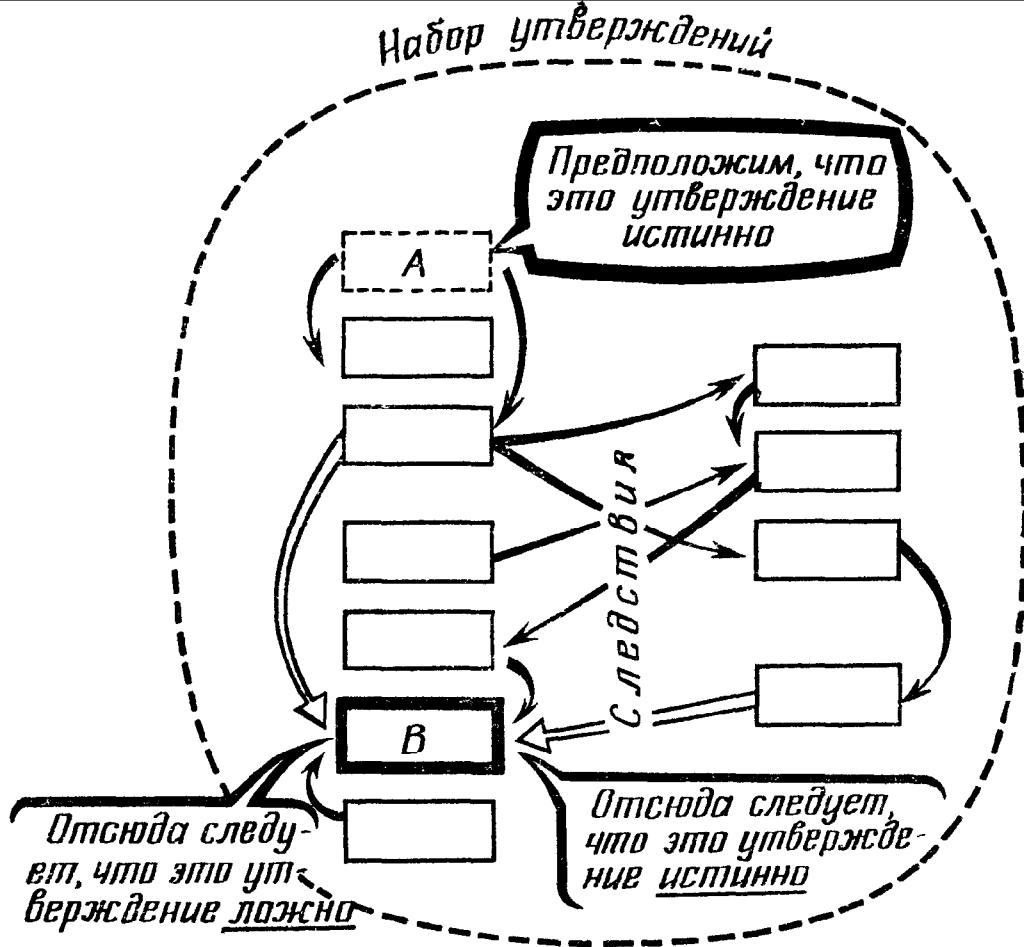 Набор утверждений
Предположим, что
это утверждение
истинно
А
Следствия
В
Отсюда следу-
ет, что это ут-
верждение ложно
Отсюда следует,
что это утвержде-
ние истинно